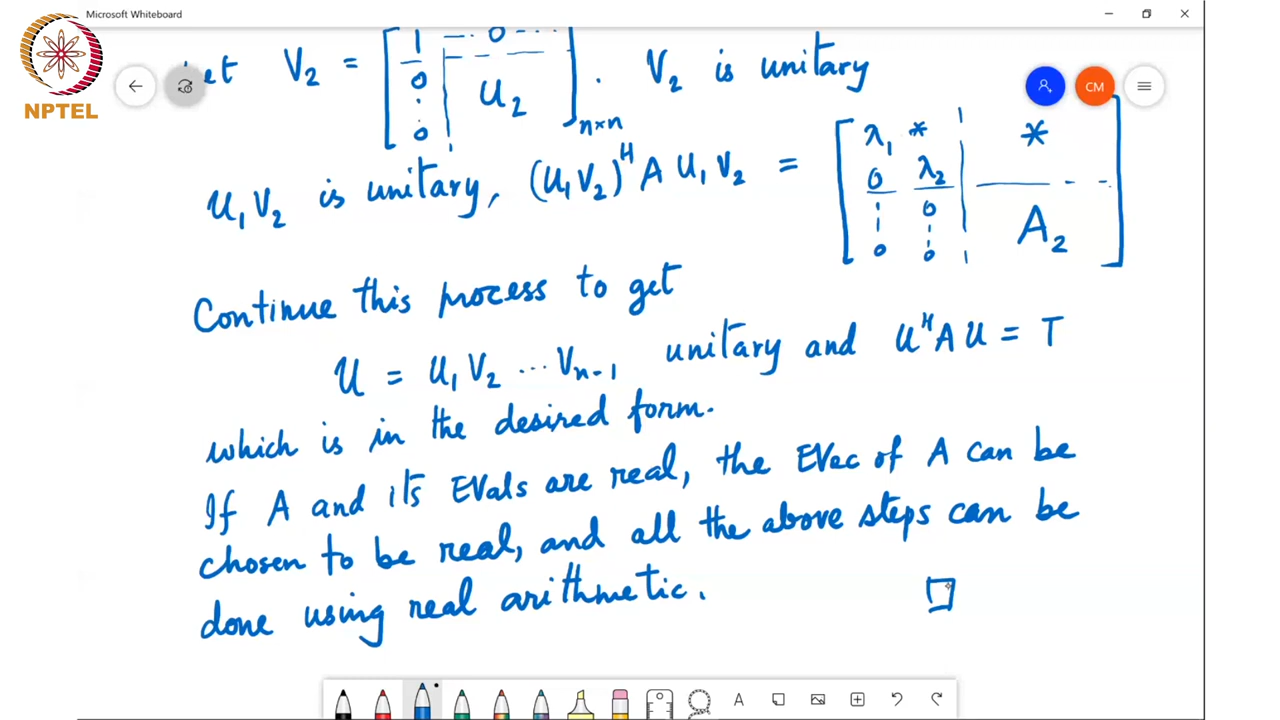 Microsoft Whiteboard
NPTEL
CM
let V₂ = [1 -- 0 ... / 0 ⋮ 0 | U₂]ₙₓₙ . V₂ is unitary
U₁V₂ is unitary, (U₁V₂)ᴴ A U₁V₂ = [λ₁ * | * / 0 λ₂ | / ⋮ 0 0 ⋮ 0 | A₂]
Continue this process to get
U = U₁V₂ ... Vₙ₋₁ unitary and UᴴAU = T
which is in the desired form.
If A and its EVals are real, the EVec of A can be
chosen to be real, and all the above steps can be
done using real arithmetic. □
A